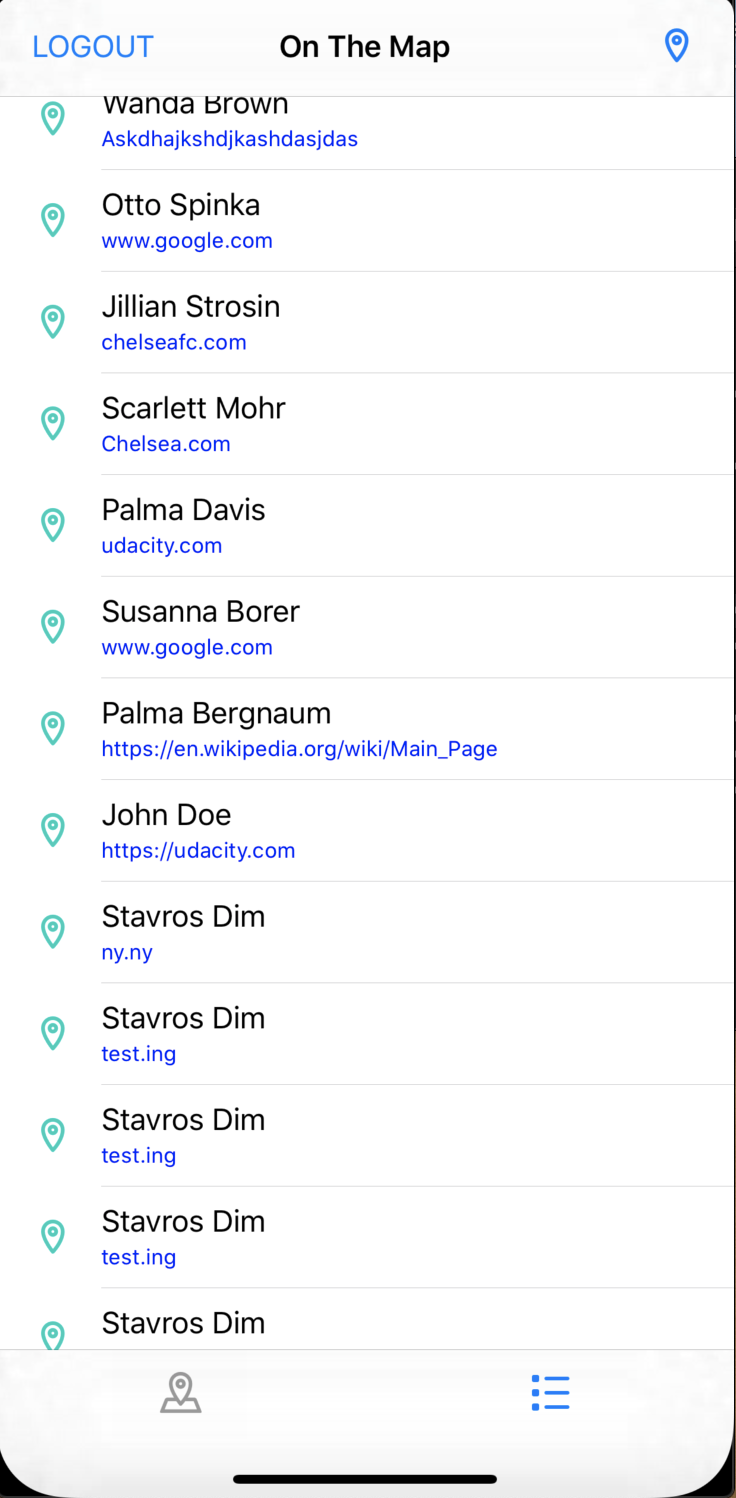 LOGOUT
On The Map
Wanda Brown
Askdhajkshdjkashdasjdas
Otto Spinka
www.google.com
Jillian Strosin
chelseafc.com
Scarlett Mohr
Chelsea.com
Palma Davis
udacity.com
Susanna Borer
www.google.com
Palma Bergnaum
https://en.wikipedia.org/wiki/Main_Page
John Doe
https://udacity.com
Stavros Dim
ny.ny
Stavros Dim
test.ing
Stavros Dim
test.ing
Stavros Dim
test.ing
Stavros Dim